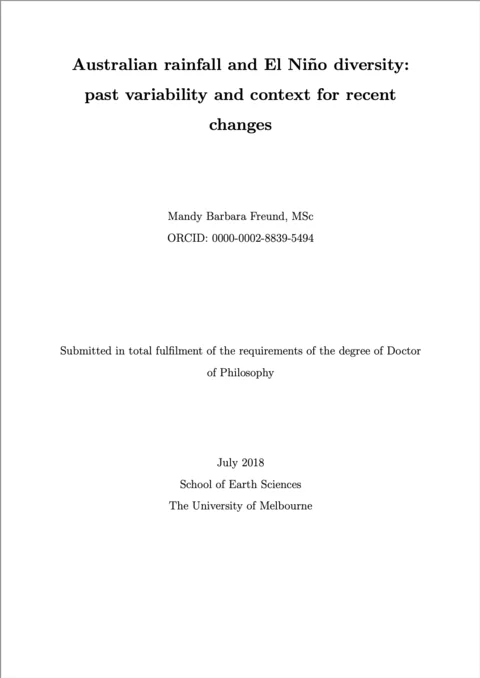 Australian rainfall and El Niño diversity:
past variability and context for recent
changes
Mandy Barbara Freund, MSc
ORCID: 0000-0002-8839-5494
Submitted in total fulfilment of the requirements of the degree of Doctor
of Philosophy
July 2018
School of Earth Sciences
The University of Melbourne